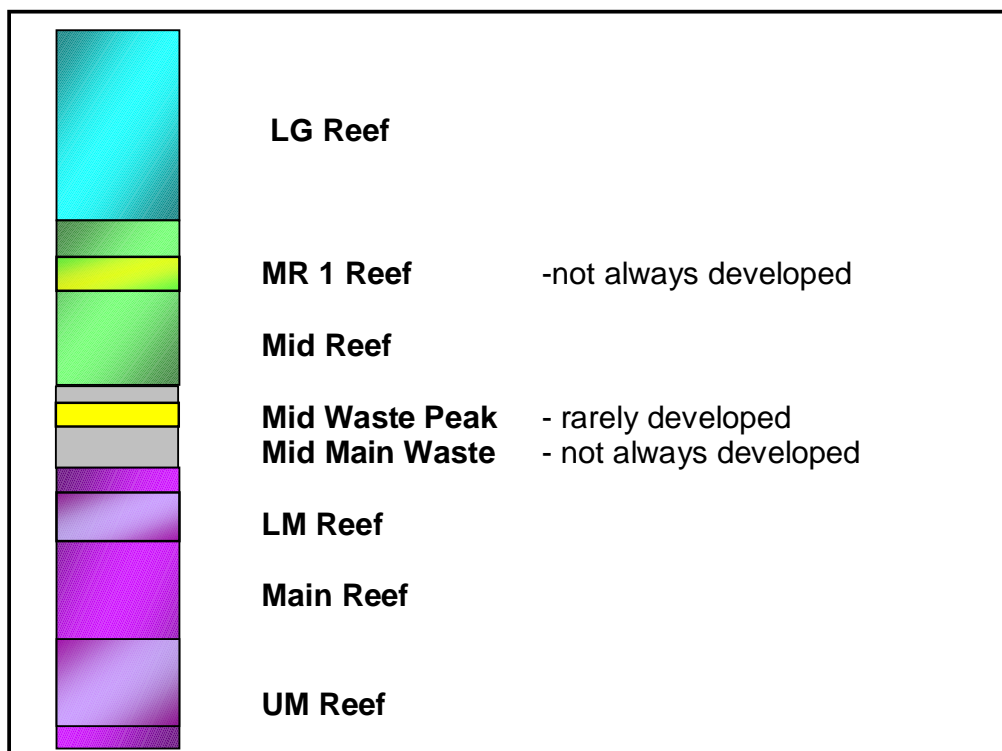 LG Reef
MR 1 Reef -not always developed
Mid Reef
Mid Waste Peak - rarely developed
Mid Main Waste - not always developed
LM Reef
Main Reef
UM Reef